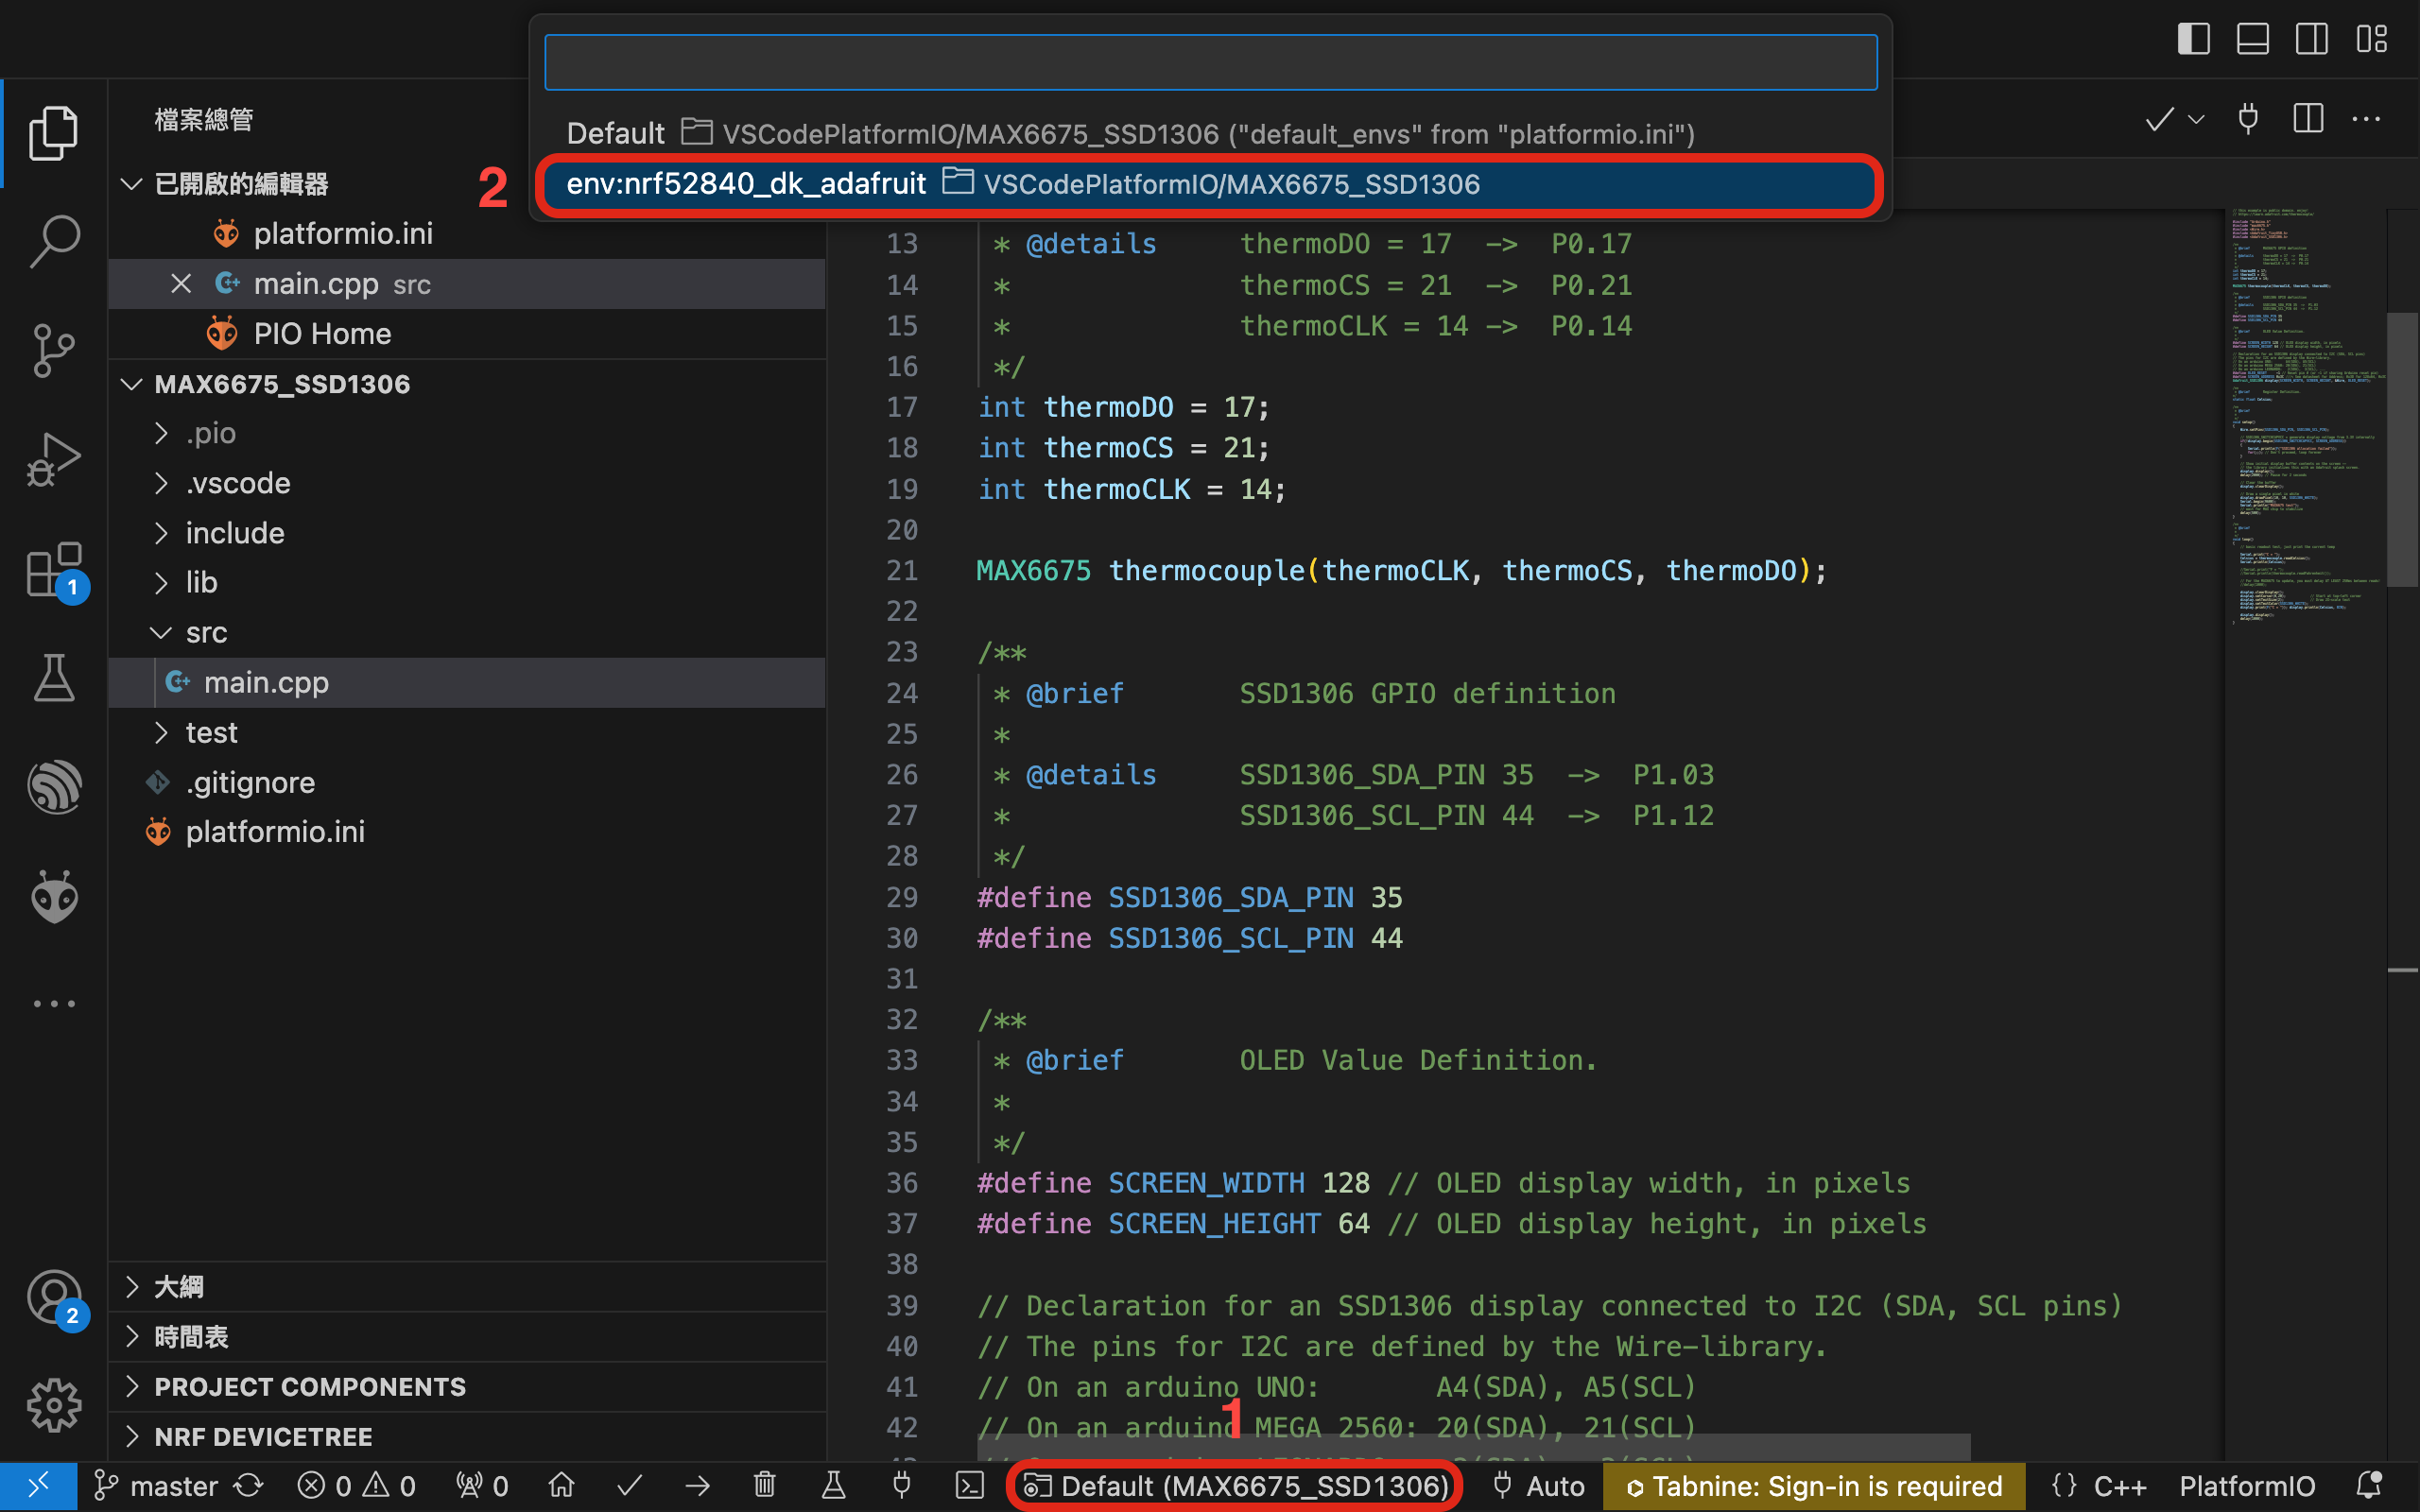 Default VSCodePlatformIO/MAX6675_SSD1306 ("default_envs" from "platformio.ini")
2
env:nrf52840_dk_adafruit VSCodePlatformIO/MAX6675_SSD1306
檔案總管
已開啟的編輯器
platformio.ini
main.cpp src
PIO Home
MAX6675_SSD1306
.pio
.vscode
include
lib
src
main.cpp
test
.gitignore
platformio.ini
大綱
時間表
PROJECT COMPONENTS
NRF DEVICETREE
1
2
13 * @details thermoDO = 17 -> P0.17
14 * thermoCS = 21 -> P0.21
15 * thermoCLK = 14 -> P0.14
16 */
17 int thermoDO = 17;
18 int thermoCS = 21;
19 int thermoCLK = 14;
20
21 MAX6675 thermocouple(thermoCLK, thermoCS, thermoDO);
22
23 /**
24 * @brief SSD1306 GPIO definition
25 *
26 * @details SSD1306_SDA_PIN 35 -> P1.03
27 * SSD1306_SCL_PIN 44 -> P1.12
28 */
29 #define SSD1306_SDA_PIN 35
30 #define SSD1306_SCL_PIN 44
31
32 /**
33 * @brief OLED Value Definition.
34 *
35 */
36 #define SCREEN_WIDTH 128 // OLED display width, in pixels
37 #define SCREEN_HEIGHT 64 // OLED display height, in pixels
38
39 // Declaration for an SSD1306 display connected to I2C (SDA, SCL pins)
40 // The pins for I2C are defined by the Wire-library.
41 // On an arduino UNO: A4(SDA), A5(SCL)
42 // On an arduino MEGA 2560: 20(SDA), 21(SCL)
1
master 0 0 0 Default (MAX6675_SSD1306) Auto Tabnine: Sign-in is required {} C++ PlatformIO